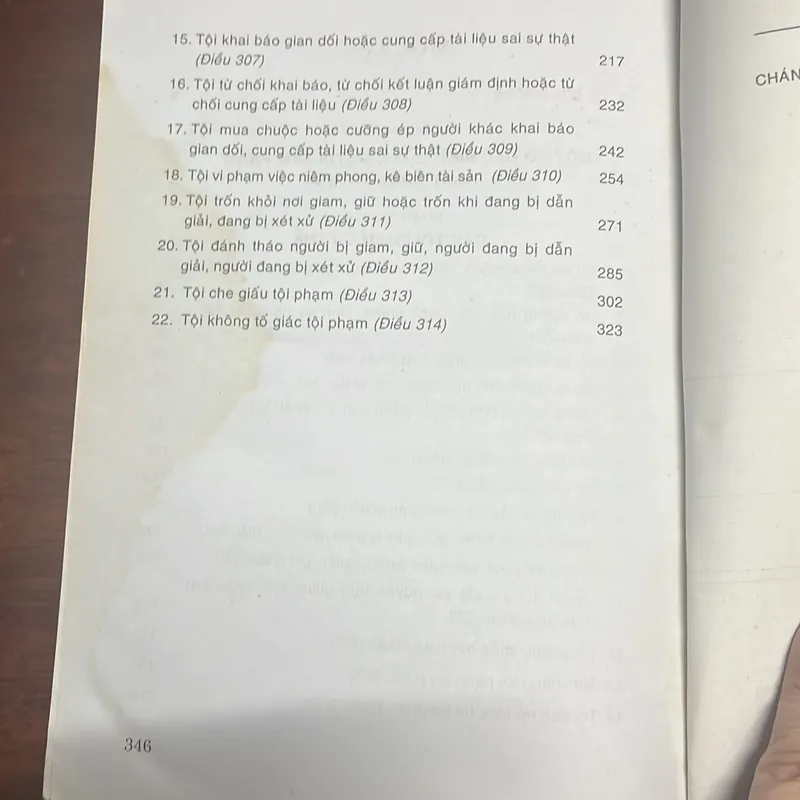 15. Tội khai báo gian dối hoặc cung cấp tài liệu sai sự thật
(Điều 307) 217
16. Tội từ chối khai báo, từ chối kết luận giám định hoặc từ
chối cung cấp tài liệu (Điều 308) 232
17. Tội mua chuộc hoặc cưỡng ép người khác khai báo
gian dối, cung cấp tài liệu sai sự thật (Điều 309) 242
18. Tội vi phạm việc niêm phong, kê biên tài sản (Điều 310) 254
19. Tội trốn khỏi nơi giam, giữ hoặc trốn khi đang bị dẫn
giải, đang bị xét xử (Điều 311) 271
20. Tội đánh tháo người bị giam, giữ, người đang bị dẫn
giải, người đang bị xét xử (Điều 312) 285
21. Tội che giấu tội phạm (Điều 313) 302
22. Tội không tố giác tội phạm (Điều 314) 323
346
CHÁN